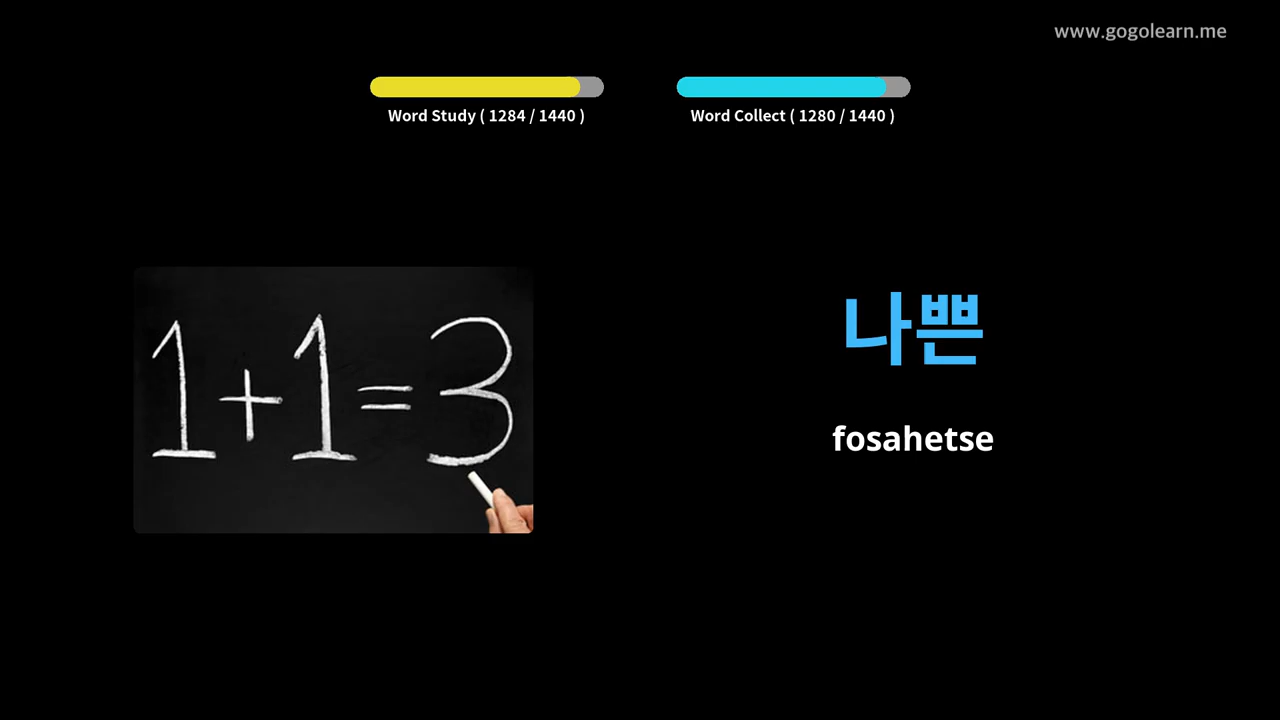 www.gogolearn.me
Word Study ( 1284 / 1440 )
Word Collect ( 1280 / 1440 )
1+1=3
나쁜
fosahetse